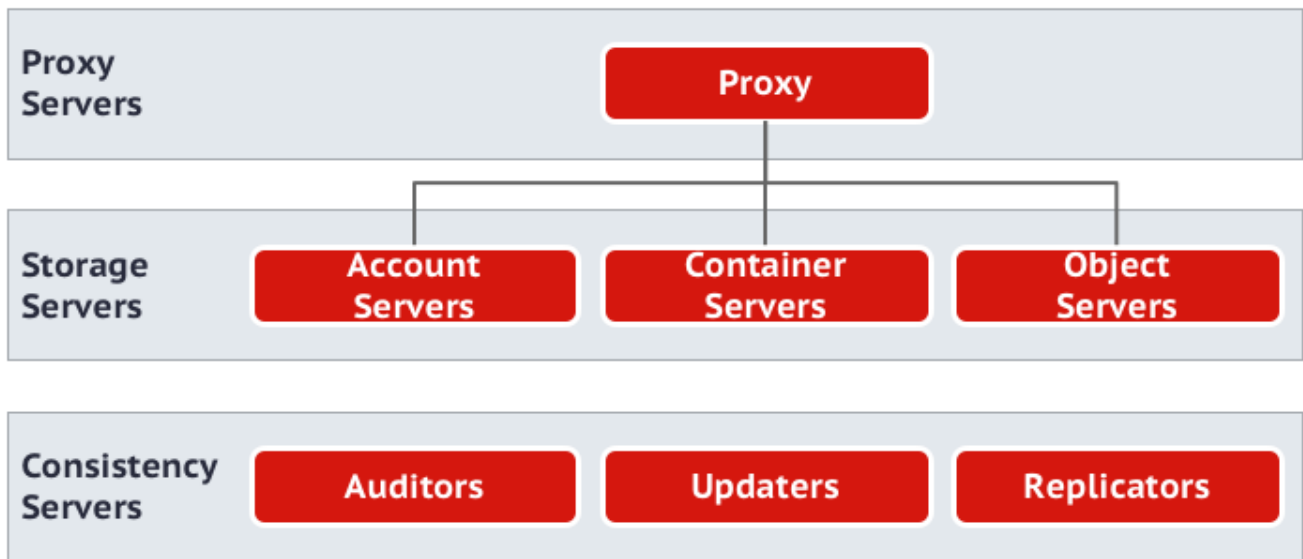 Proxy
Servers
Proxy
Storage
Servers
Account
Servers
Container
Servers
Object
Servers
Consistency
Servers
Auditors
Updaters
Replicators